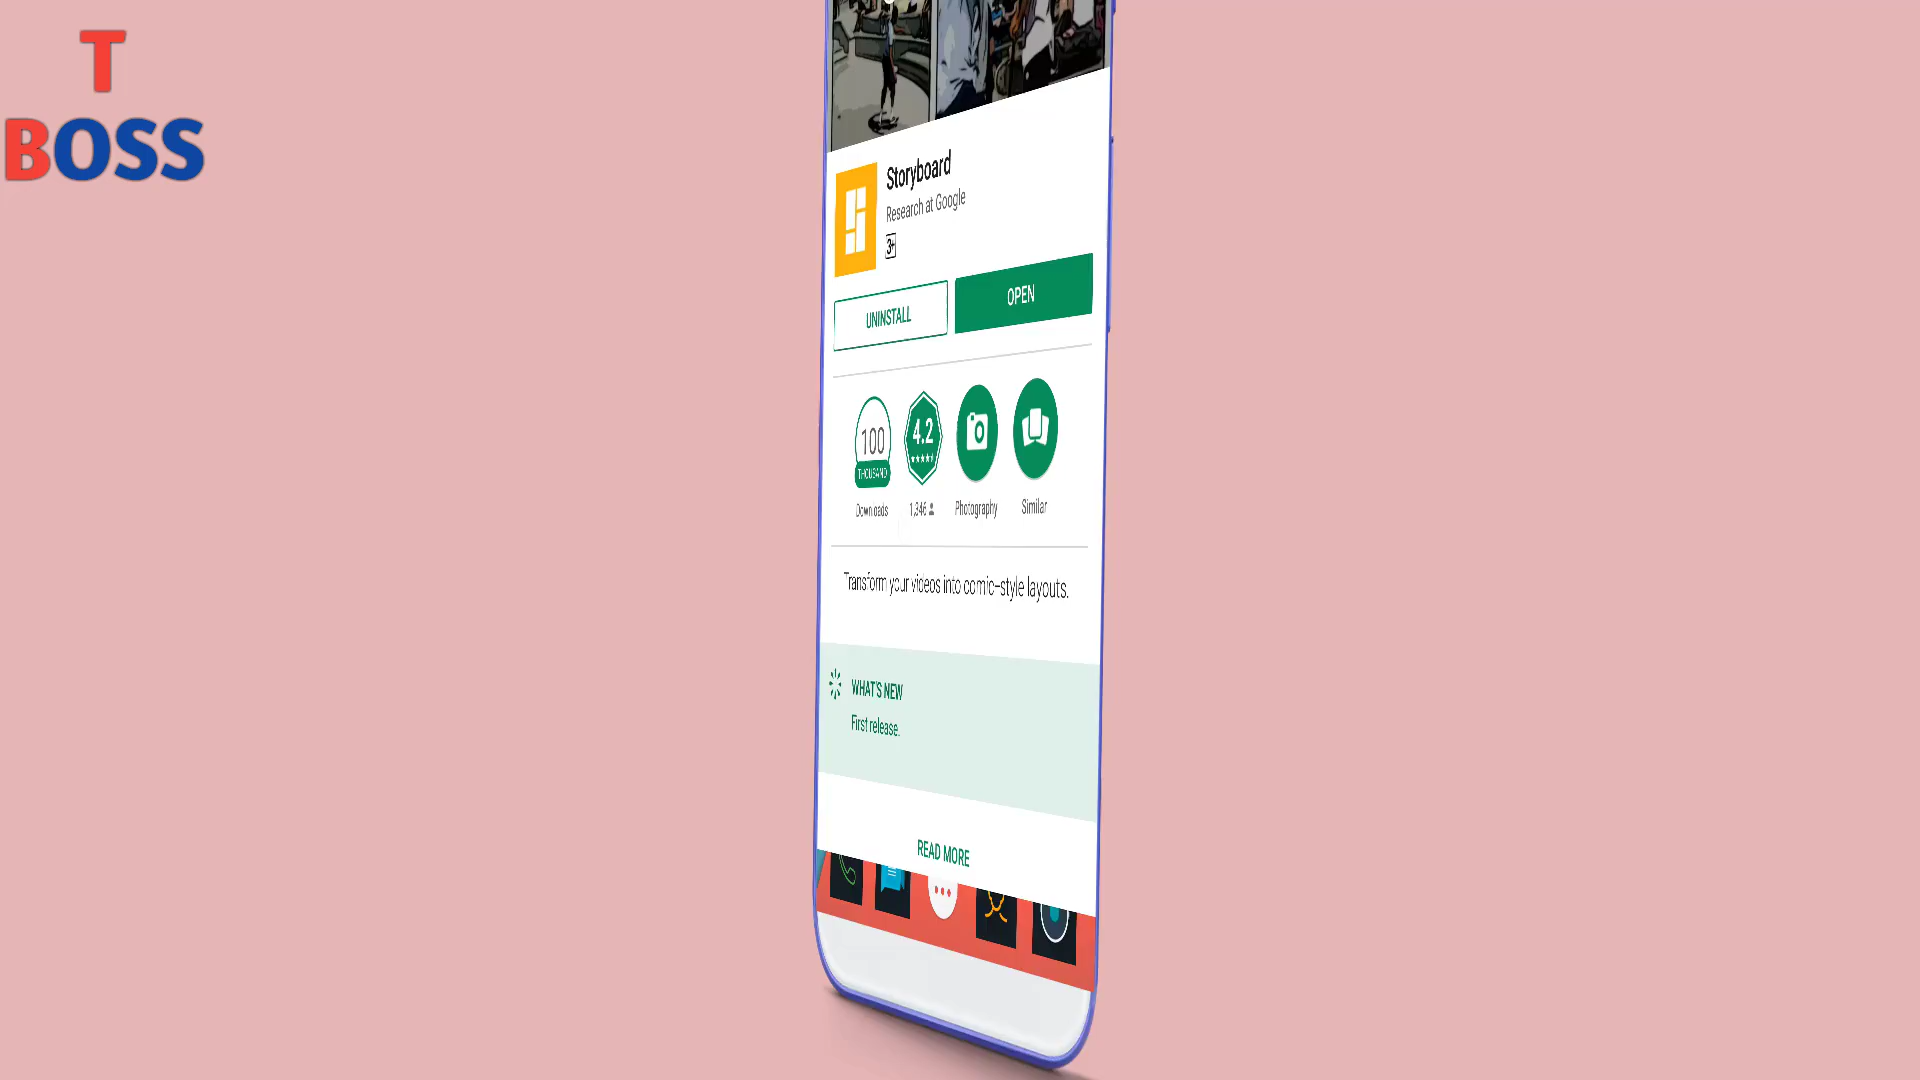 T
BOSS
Storyboard
Research at Google
3+
UNINSTALL
OPEN
100
THOUSAND
4.2
Downloads
1,346
Photography
Similar
Transform your videos into comic-style layouts.
WHAT'S NEW
First release.
READ MORE